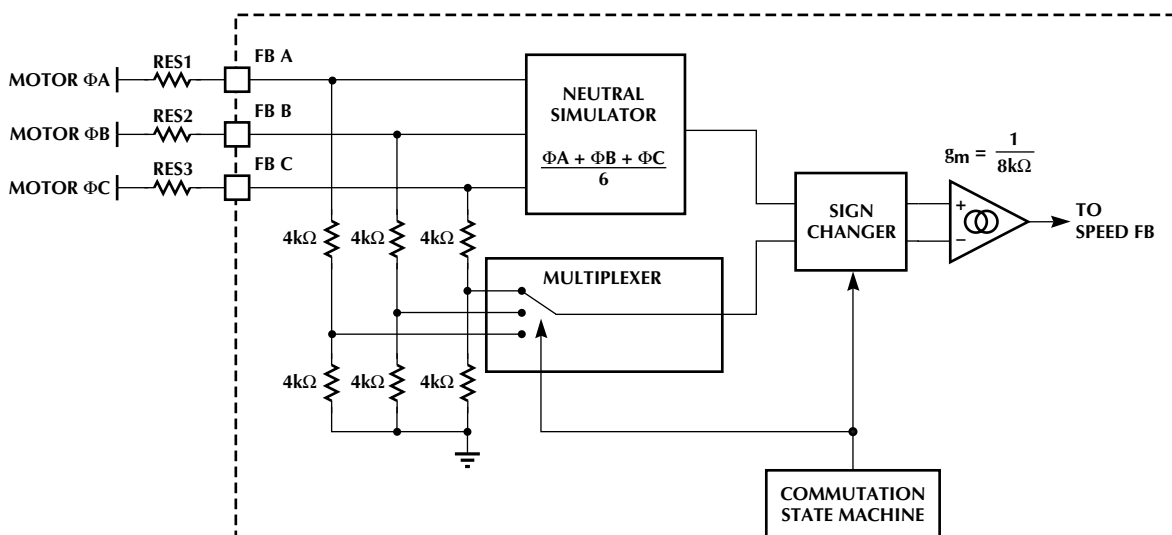 RES1
FB A
MOTOR ΦA
RES2
FB B
MOTOR ΦB
RES3
FB C
MOTOR ΦC
NEUTRAL
SIMULATOR
ΦA + ΦB + ΦC
6
gm = 1
8kΩ
SIGN
CHANGER
+
−
TO
SPEED FB
4kΩ 4kΩ 4kΩ
MULTIPLEXER
4kΩ 4kΩ 4kΩ
COMMUTATION
STATE MACHINE